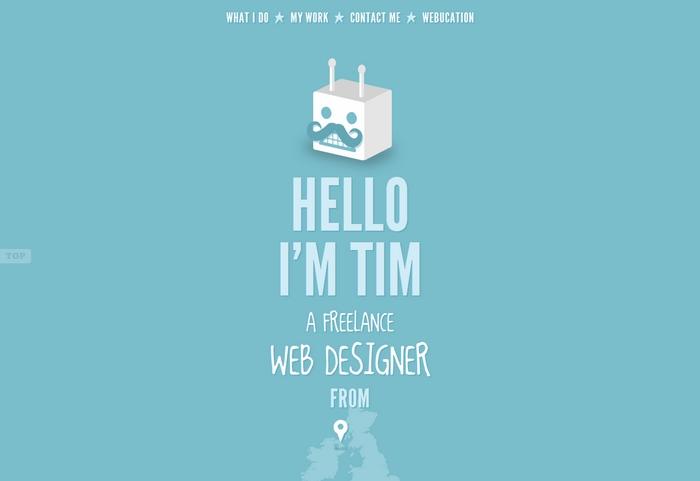 WHAT I DO ★ MY WORK ★ CONTACT ME ★ WEBUCATION
HELLO
I'M TIM
TOP
A FREELANCE
WEB DESIGNER
FROM